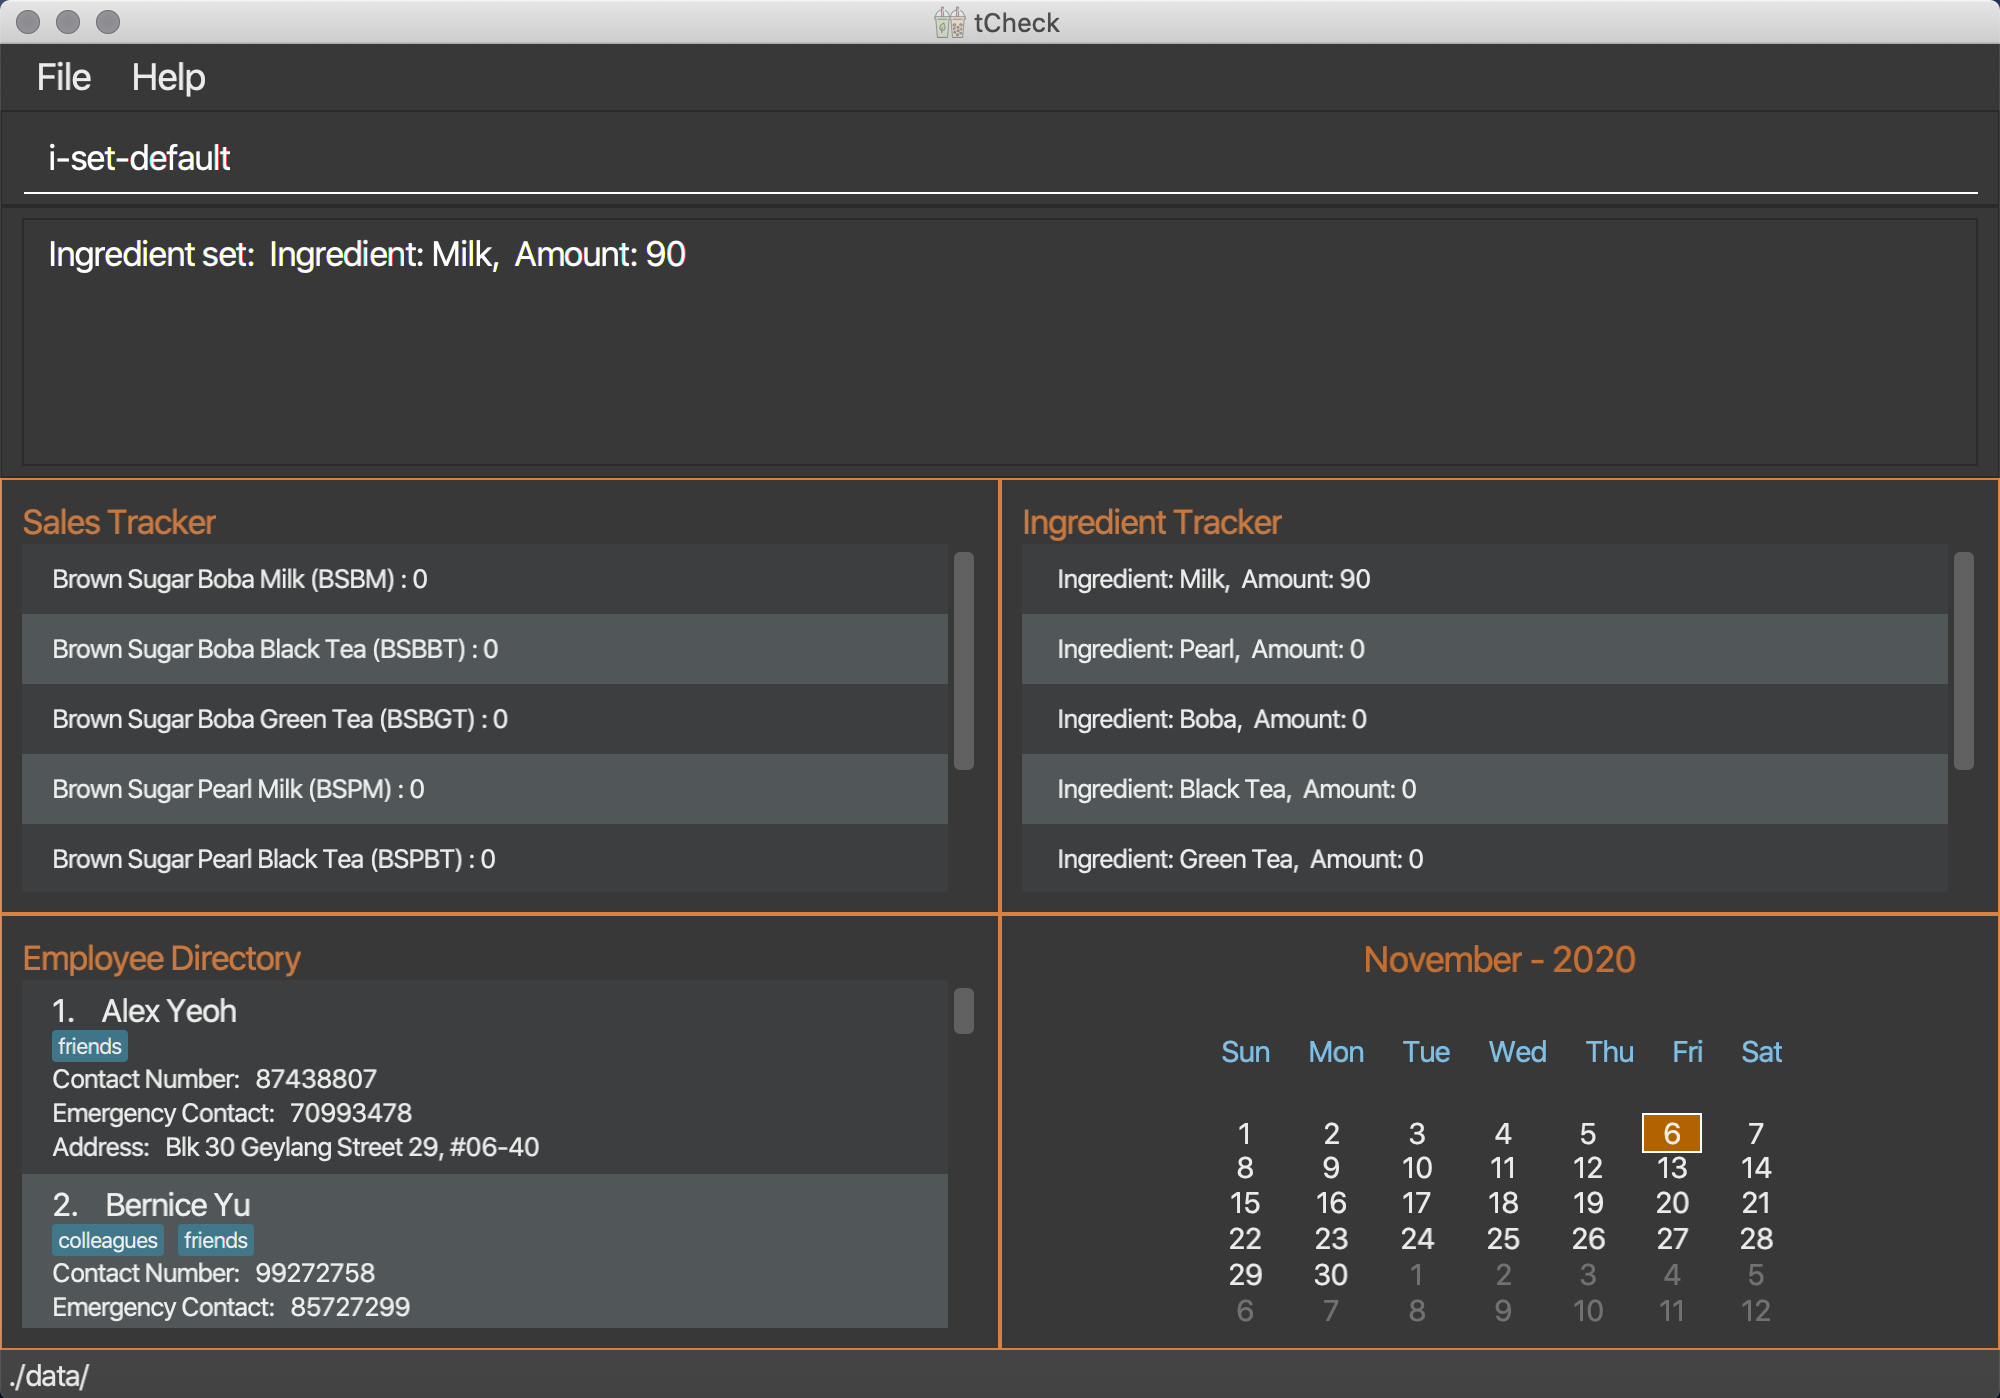 tCheck
File Help
i-set-default
Ingredient set:  Ingredient: Milk,  Amount: 90
Sales Tracker
Brown Sugar Boba Milk (BSBM) : 0
Brown Sugar Boba Black Tea (BSBBT) : 0
Brown Sugar Boba Green Tea (BSBGT) : 0
Brown Sugar Pearl Milk (BSPM) : 0
Brown Sugar Pearl Black Tea (BSPBT) : 0
Ingredient Tracker
Ingredient: Milk,  Amount: 90
Ingredient: Pearl,  Amount: 0
Ingredient: Boba,  Amount: 0
Ingredient: Black Tea,  Amount: 0
Ingredient: Green Tea,  Amount: 0
Employee Directory
1. Alex Yeoh
friends
Contact Number: 87438807
Emergency Contact: 70993478
Address: Blk 30 Geylang Street 29, #06-40
2. Bernice Yu
colleagues friends
Contact Number: 99272758
Emergency Contact: 85727299
November - 2020
Sun Mon Tue Wed Thu Fri Sat
1 2 3 4 5 6 7
8 9 10 11 12 13 14
15 16 17 18 19 20 21
22 23 24 25 26 27 28
29 30 1 2 3 4 5
6 7 8 9 10 11 12
./data/